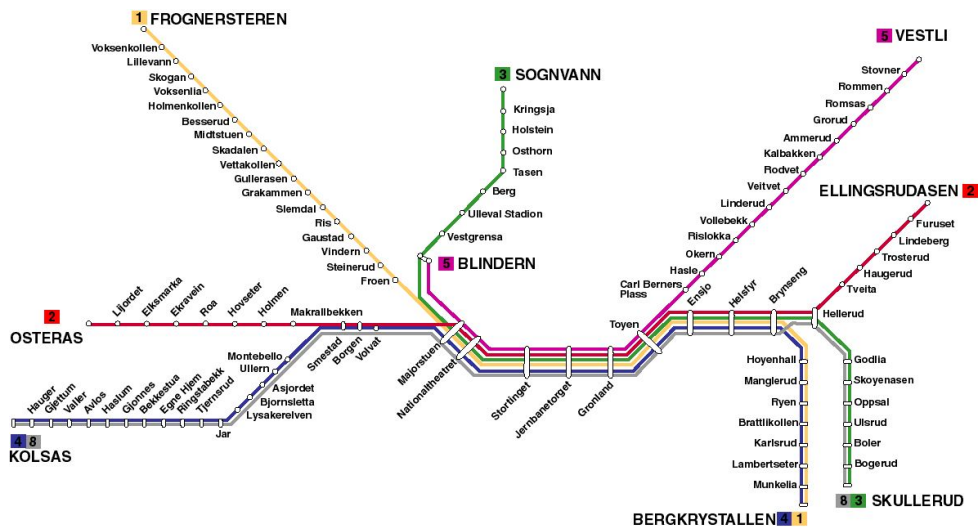 1 FROGNERSTEREN
Voksenkollen
Lillevann
Skogan
Voksenlia
Holmenkollen
Besserud
Midtstuen
Skadalen
Vettakollen
Gullerasen
Grakammen
Slemdal
Ris
Gaustad
Vindern
Steinerud
Froen
3 SOGNVANN
Kringsja
Holstein
Osthorn
Tasen
Berg
Ulleval Stadion
Vestgrensa
5 BLINDERN
5 VESTLI
Stovner
Rommen
Romsas
Grorud
Ammerud
Kalbakken
Rodvet
Veitvet
Linderud
Vollebekk
Rislokka
Okern
Hasle
Carl Berners
Plass
ELLINGSRUDASEN 2
Furuset
Lindeberg
Trosterud
Haugerud
Tveita
Hellerud
2
OSTERAS
Lijordet
Eiksmarka
Ekravein
Roa
Hovseter
Holmen
Makrallbekken
Smestad
Borgen
Volvat
Majorstuen
Nationaltheatret
Stortinget
Jernbanetorget
Gronland
Toyen
Ensjo
Helsfyr
Brynseng
Montebello
Ullern
Asjordet
Bjornsletta
Lysakerelven
Jar
Hauger
Gjettum
Valler
Avlos
Haslum
Gjonnes
Bekkestua
Egne Hjem
Ringstabekk
Tjernsrud
4 8
KOLSAS
Hoyenhall
Manglerud
Ryen
Brattlikollen
Karlsrud
Lambertseter
Munkelia
BERGKRYSTALLEN 4 1
Godlia
Skoyenasen
Oppsal
Ulsrud
Boler
Bogerud
8 3 SKULLERUD